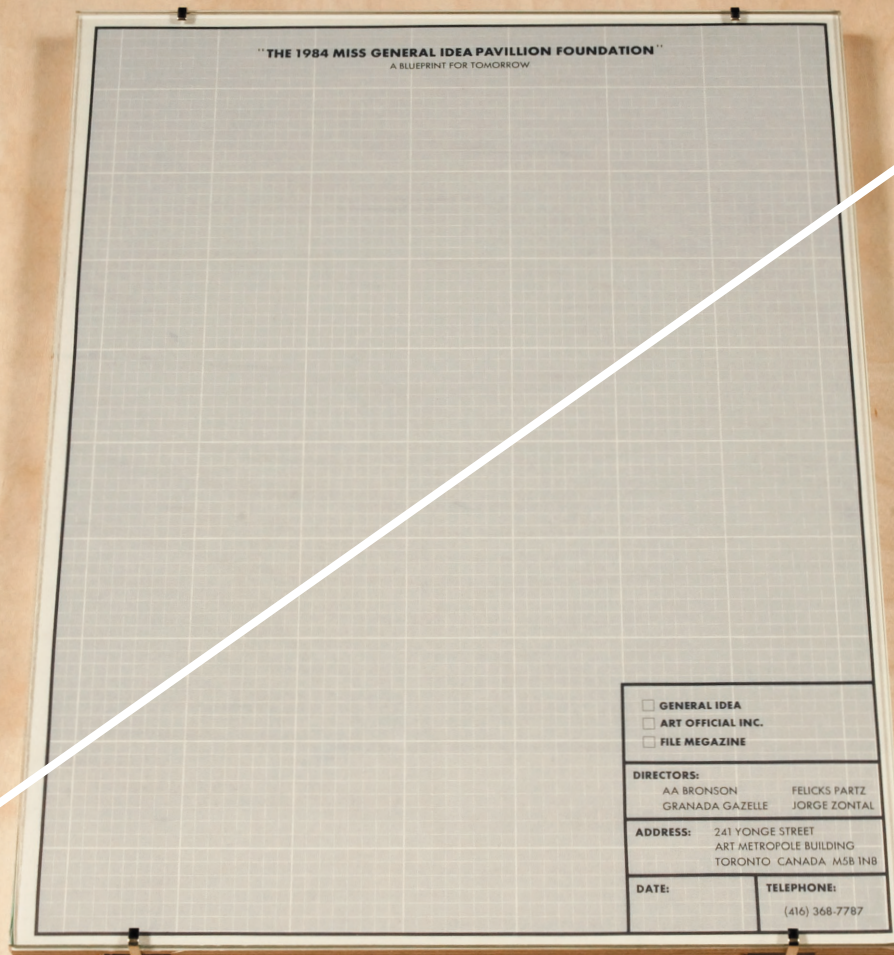 "THE 1984 MISS GENERAL IDEA PAVILLION FOUNDATION"
A BLUEPRINT FOR TOMORROW
GENERAL IDEA
ART OFFICIAL INC.
FILE MEGAZINE
DIRECTORS:
AA BRONSON FELICKS PARTZ
GRANADA GAZELLE JORGE ZONTAL
ADDRESS: 241 YONGE STREET
ART METROPOLE BUILDING
TORONTO CANADA M5B 1N8
DATE: TELEPHONE:
(416) 368-7787